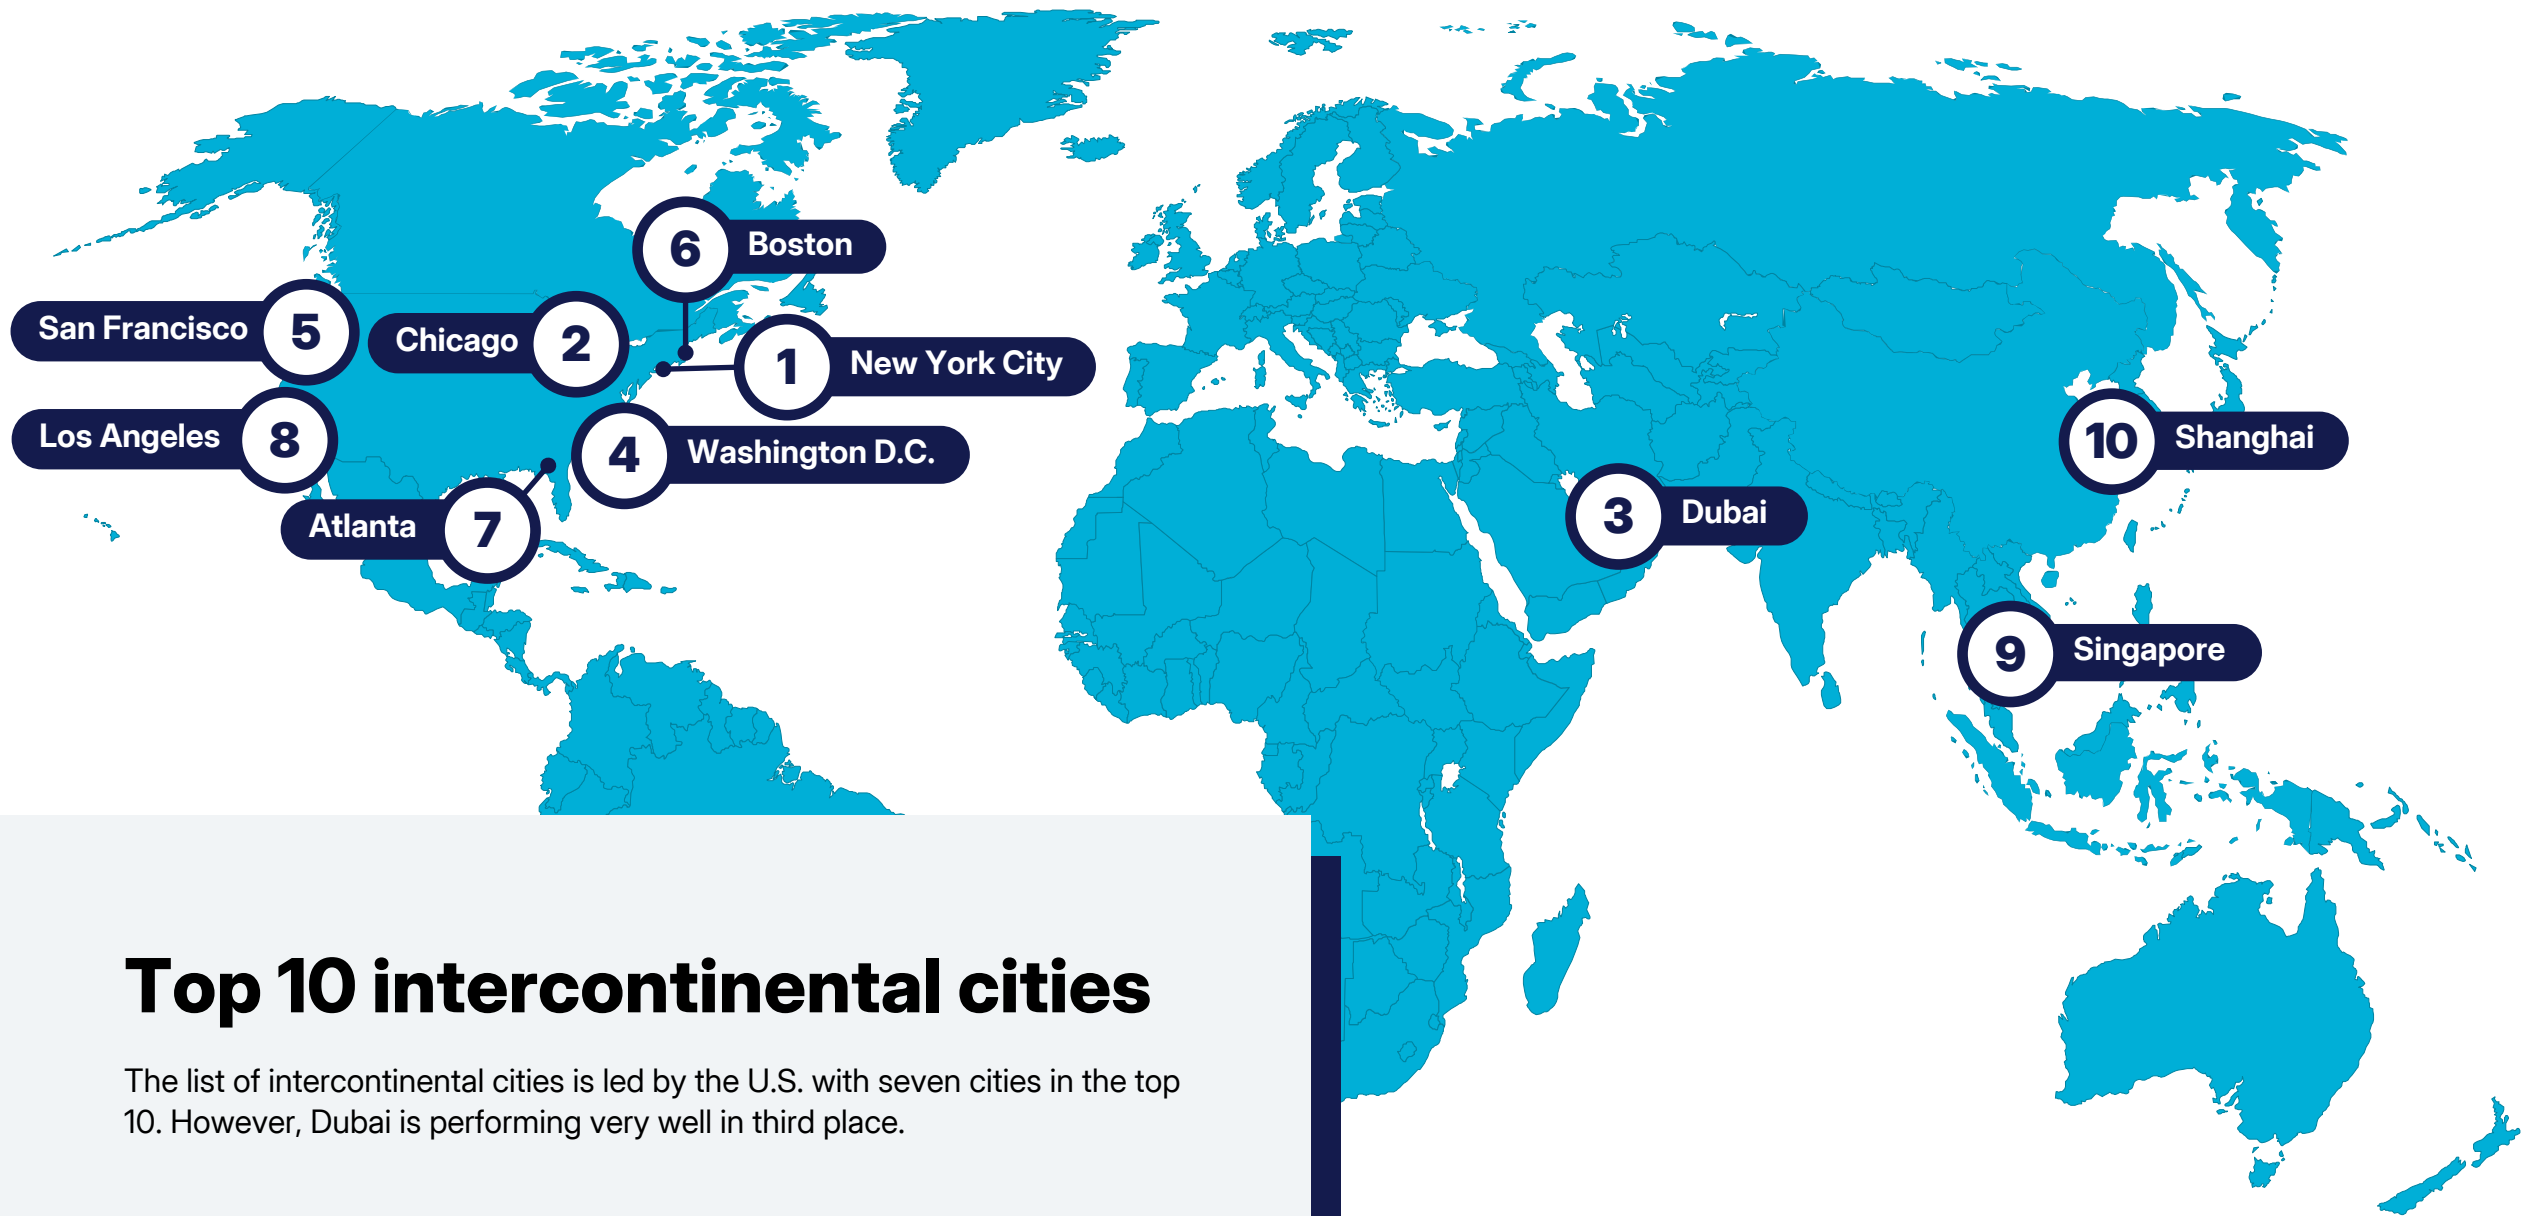 6
Boston
San Francisco
5
Chicago
2
1
New York City
Los Angeles
8
4
Washington D.C.
10
Shanghai
Atlanta
7
3
Dubai
9
Singapore
Top 10 intercontinental cities
The list of intercontinental cities is led by the U.S. with seven cities in the top
10. However, Dubai is performing very well in third place.